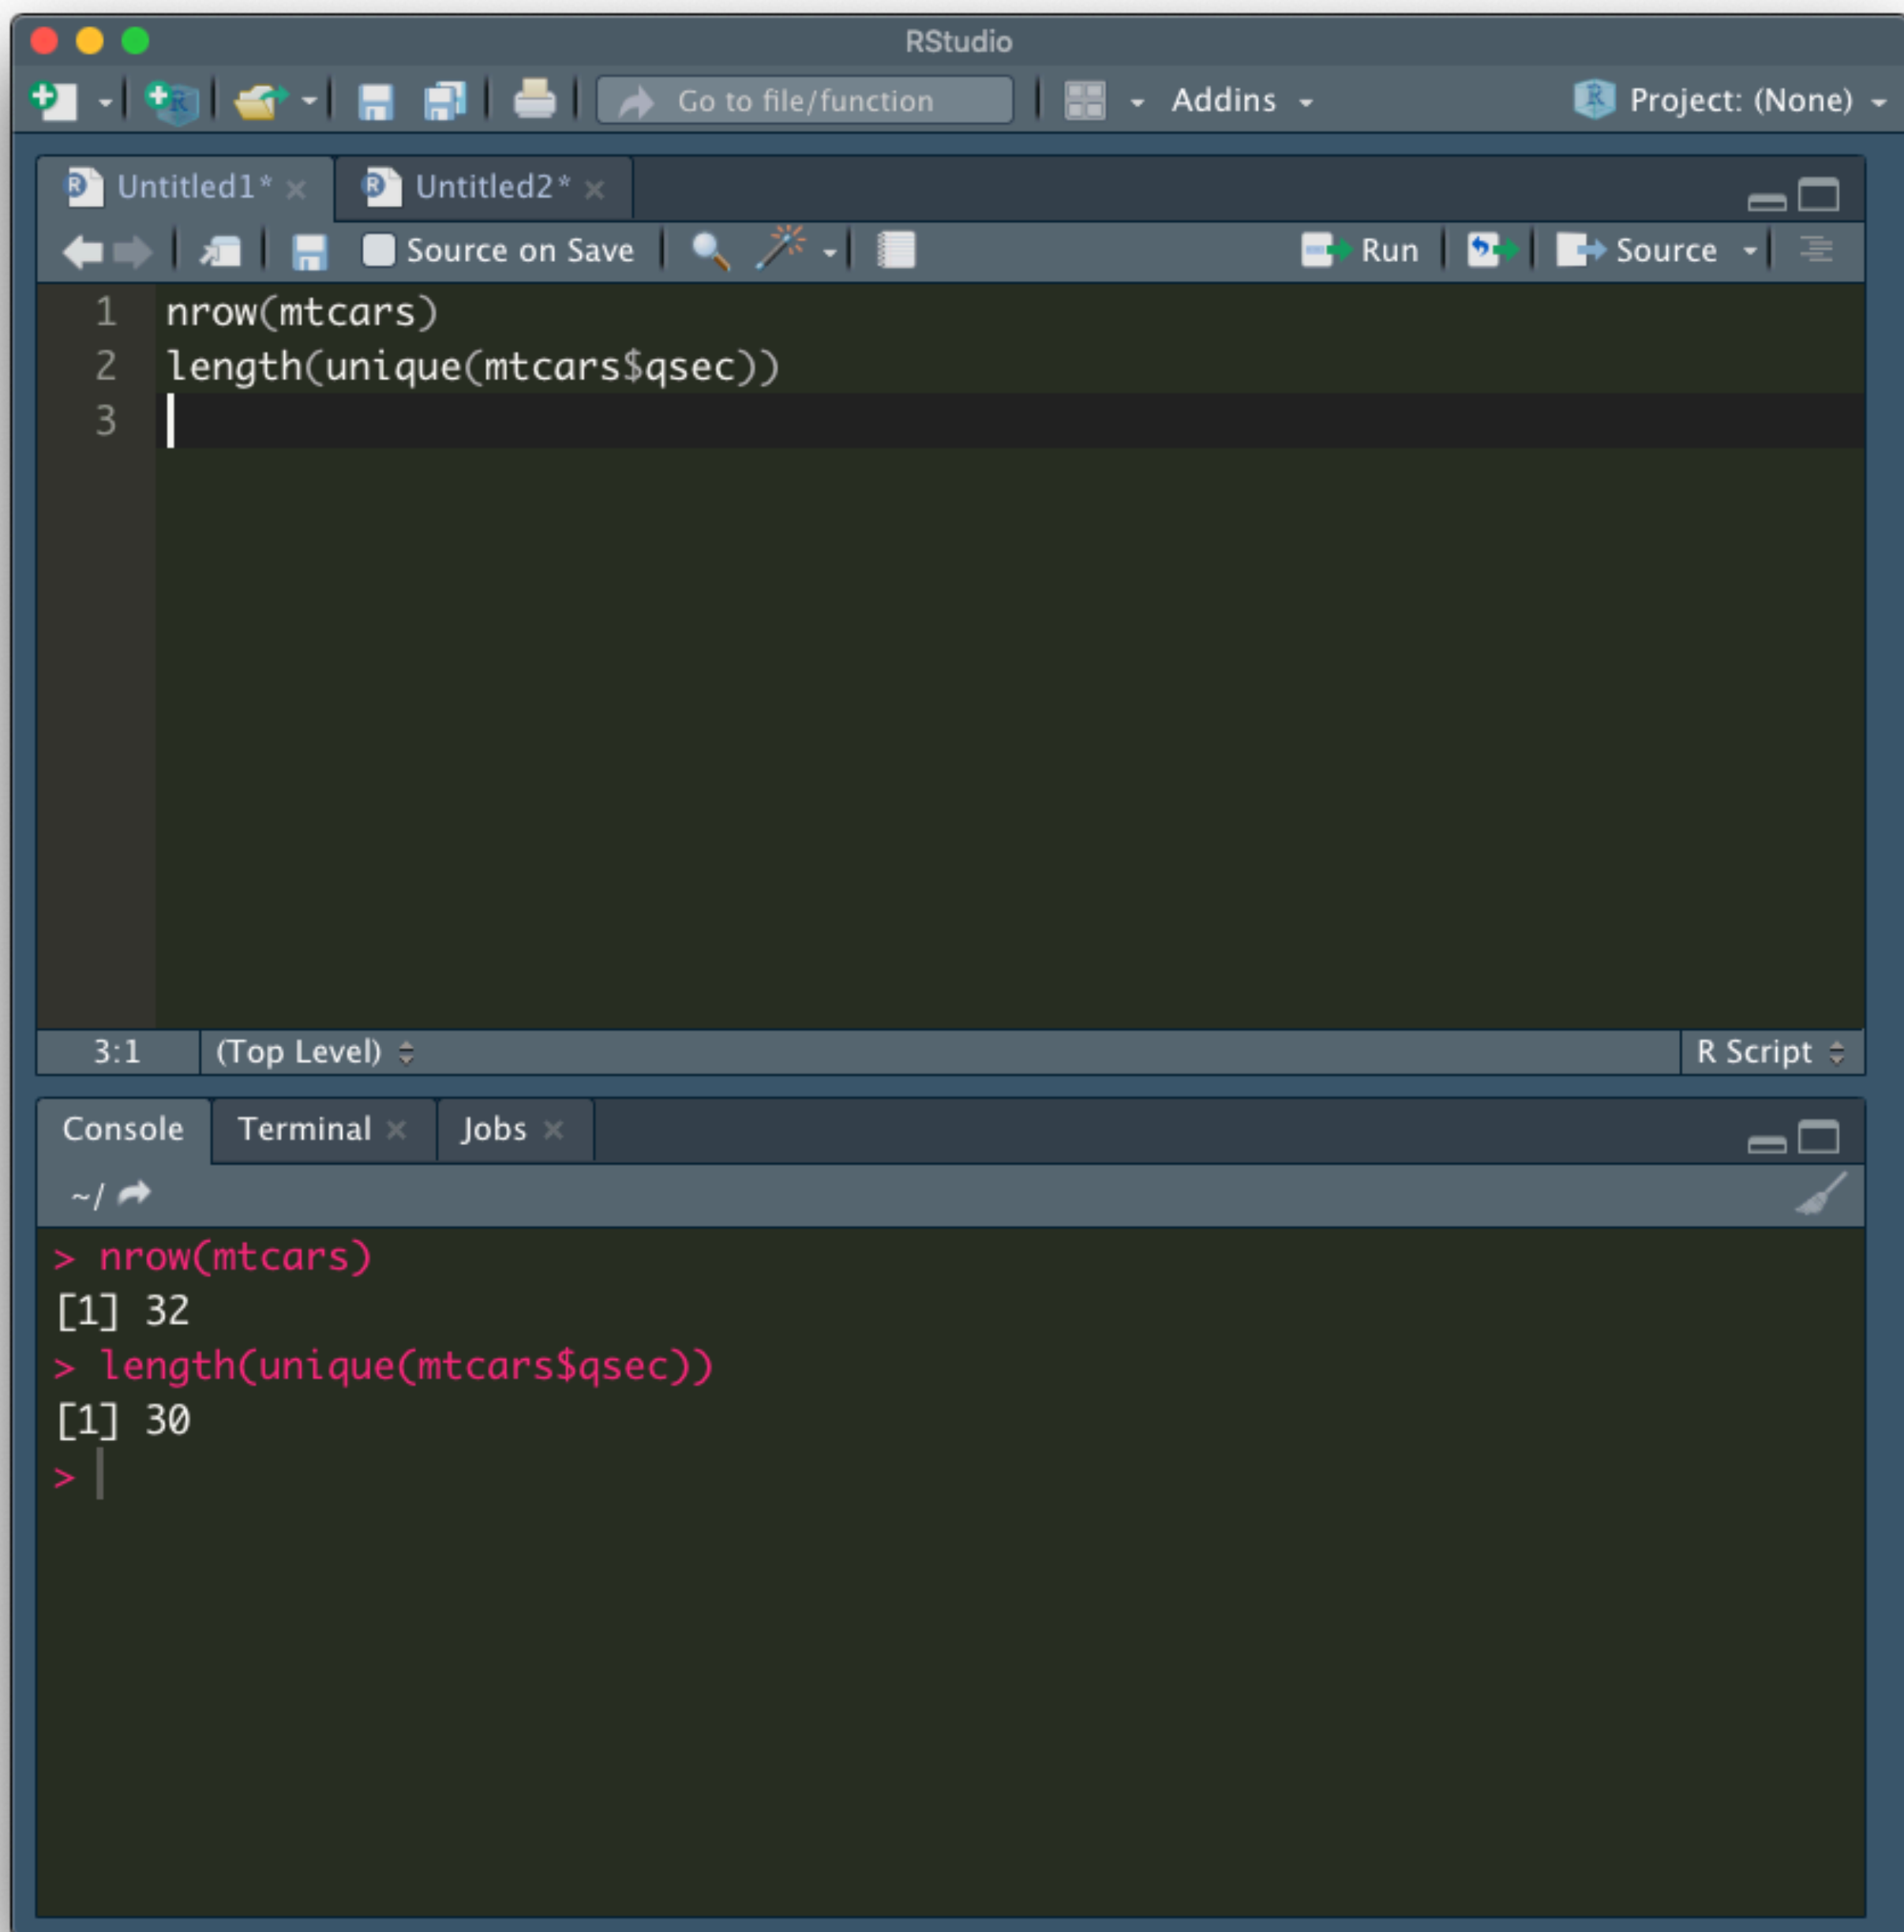 RStudio
Go to file/function Addins Project: (None)
Untitled1* Untitled2*
Source on Save Run Source
1 nrow(mtcars)
2 length(unique(mtcars$qsec))
3
3:1 (Top Level) R Script
Console Terminal Jobs
~/
> nrow(mtcars)
[1] 32
> length(unique(mtcars$qsec))
[1] 30
>